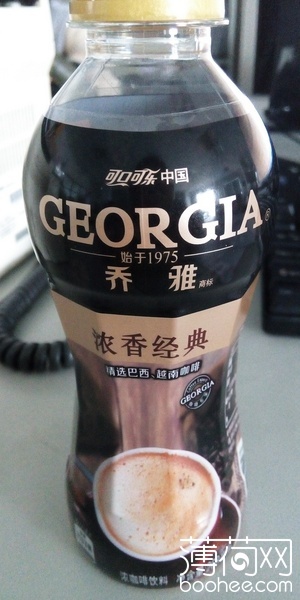 可口可乐中国
GEORGIA®
始于1975
乔雅 商标
浓香经典
精选巴西、越南咖啡
GEORGIA
浓咖啡饮料
薄荷网
boohee.com